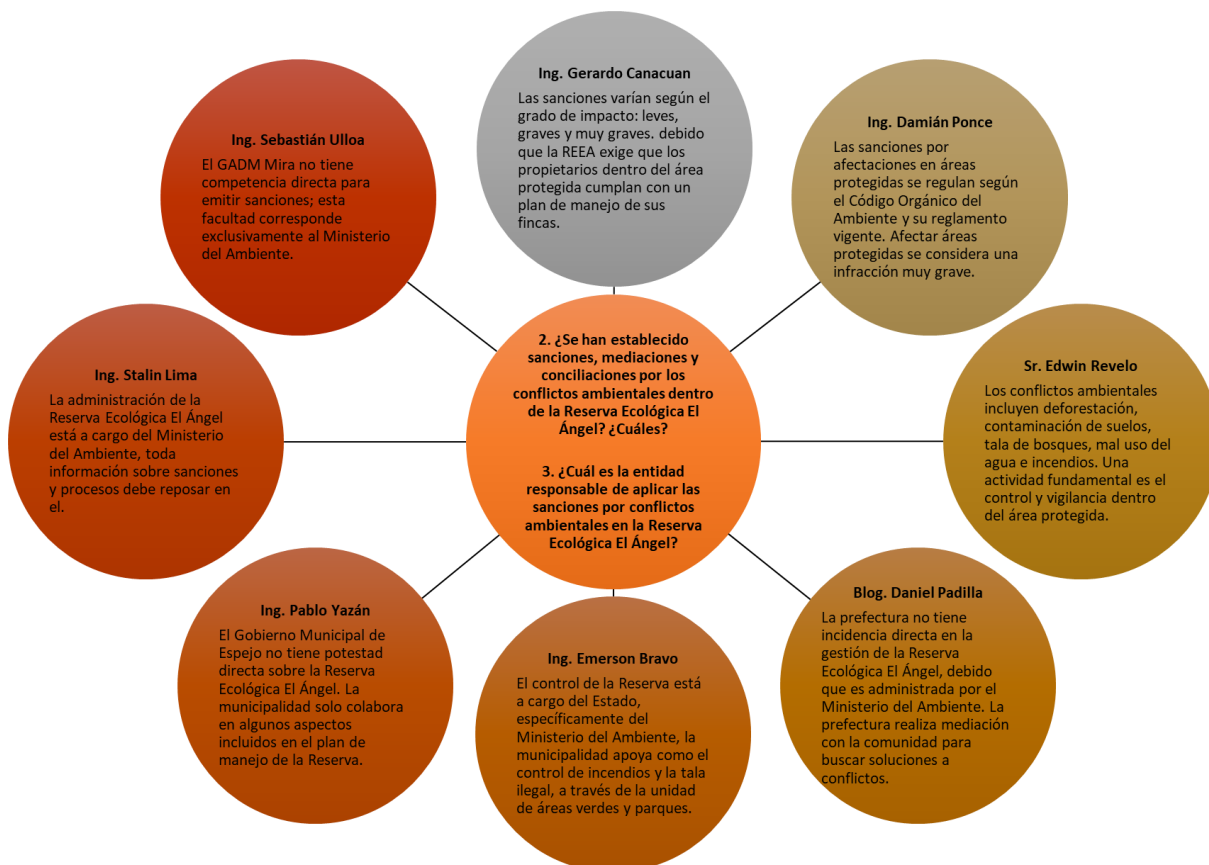 2. ¿Se han establecido
sanciones, mediaciones y
conciliaciones por los
conflictos ambientales dentro
de la Reserva Ecológica El
Ángel? ¿Cuáles?
3. ¿Cuál es la entidad
responsable de aplicar las
sanciones por conflictos
ambientales en la Reserva
Ecológica El Ángel?
Ing. Gerardo Canacuan
Las sanciones varían según el
grado de impacto: leves,
graves y muy graves. debido
que la REEA exige que los
propietarios dentro del área
protegida cumplan con un
plan de manejo de sus
fincas.
Ing. Damián Ponce
Las sanciones por
afectaciones en áreas
protegidas se regulan según
el Código Orgánico del
Ambiente y su reglamento
vigente. Afectar áreas
protegidas se considera una
infracción muy grave.
Sr. Edwin Revelo
Los conflictos ambientales
incluyen deforestación,
contaminación de suelos,
tala de bosques, mal uso del
agua e incendios. Una
actividad fundamental es el
control y vigilancia dentro
del área protegida.
Blog. Daniel Padilla
La prefectura no tiene
incidencia directa en la
gestión de la Reserva
Ecológica El Ángel, debido
que es administrada por el
Ministerio del Ambiente. La
prefectura realiza mediación
con la comunidad para
buscar soluciones a
conflictos.
Ing. Emerson Bravo
El control de la Reserva está
a cargo del Estado,
específicamente del
Ministerio del Ambiente, la
municipalidad apoya como el
control de incendios y la tala
ilegal, a través de la unidad
de áreas verdes y parques.
Ing. Pablo Yazán
El Gobierno Municipal de
Espejo no tiene potestad
directa sobre la Reserva
Ecológica El Ángel. La
municipalidad solo colabora
en algunos aspectos
incluidos en el plan de
manejo de la Reserva.
Ing. Stalin Lima
La administración de la
Reserva Ecológica El Ángel
está a cargo del Ministerio
del Ambiente, toda
información sobre sanciones
y procesos debe reposar en
el.
Ing. Sebastián Ulloa
El GADM Mira no tiene
competencia directa para
emitir sanciones; esta
facultad corresponde
exclusivamente al Ministerio
del Ambiente.